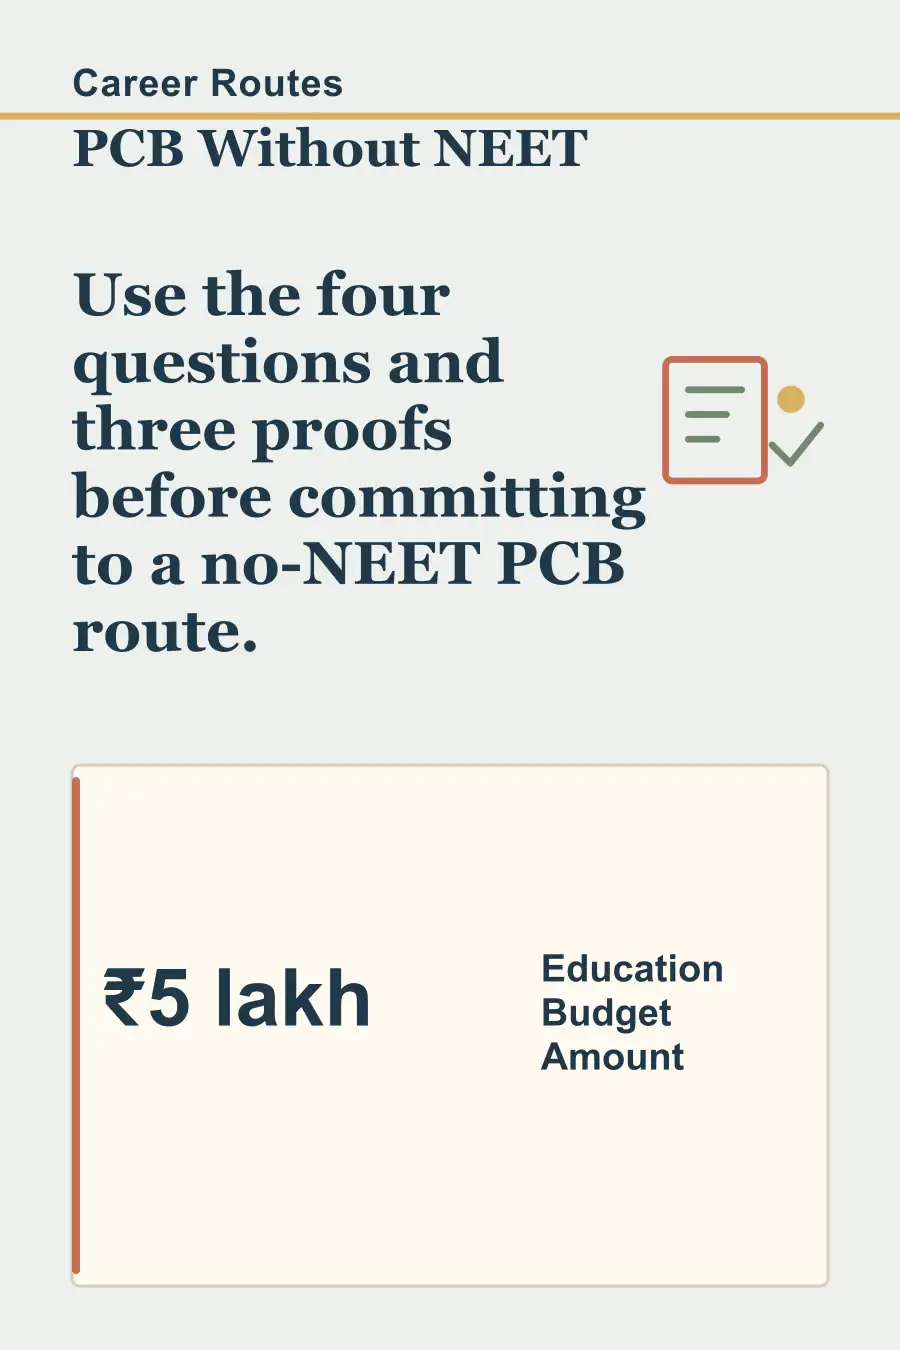 Career Routes
PCB Without NEET
Use the four
questions and
three proofs
before committing
to a no-NEET PCB
route.
₹5 lakh
Education
Budget
Amount